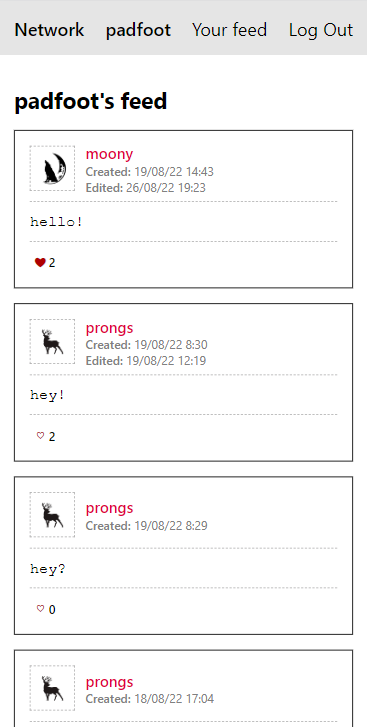 Network padfoot Your feed Log Out
padfoot's feed
moony
Created: 19/08/22 14:43
Edited: 26/08/22 19:23
hello!
2
prongs
Created: 19/08/22 8:30
Edited: 19/08/22 12:19
hey!
2
prongs
Created: 19/08/22 8:29
hey?
0
prongs
Created: 18/08/22 17:04